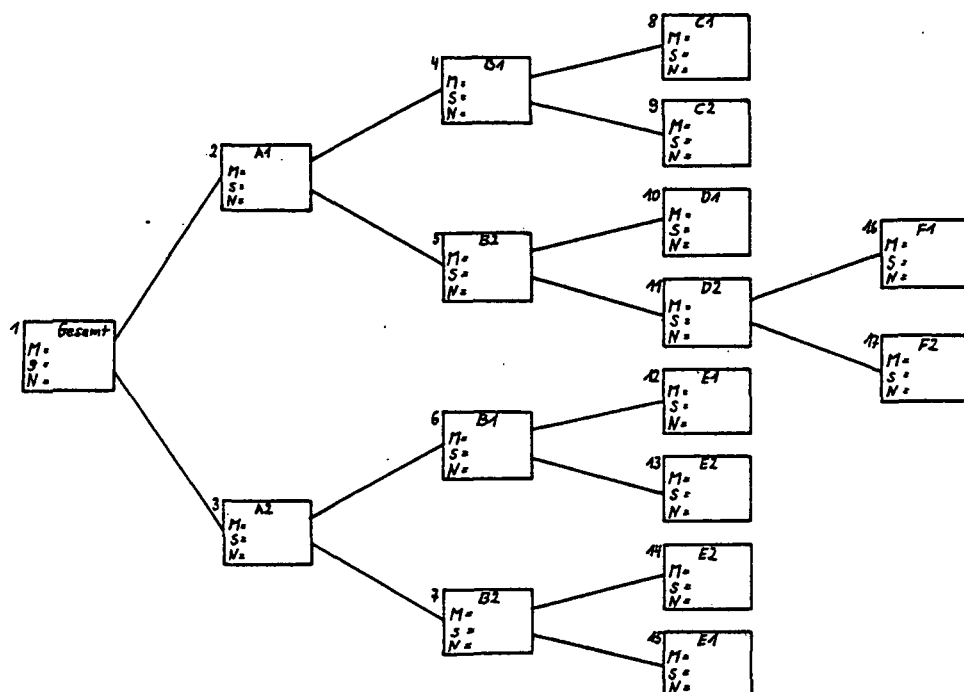 1 Gesamt
M=
S=
N=
2 A1
M=
S=
N=
3 A2
M=
S=
N=
4 B1
M=
S=
N=
5 B2
M=
S=
N=
6 B1
M=
S=
N=
7 B2
M=
S=
N=
8 C1
M=
S=
N=
9 C2
M=
S=
N=
10 D1
M=
S=
N=
11 D2
M=
S=
N=
12 E1
M=
S=
N=
13 E2
M=
S=
N=
14 E2
M=
S=
N=
15 E1
M=
S=
N=
16 F1
M=
S=
N=
17 F2
M=
S=
N=